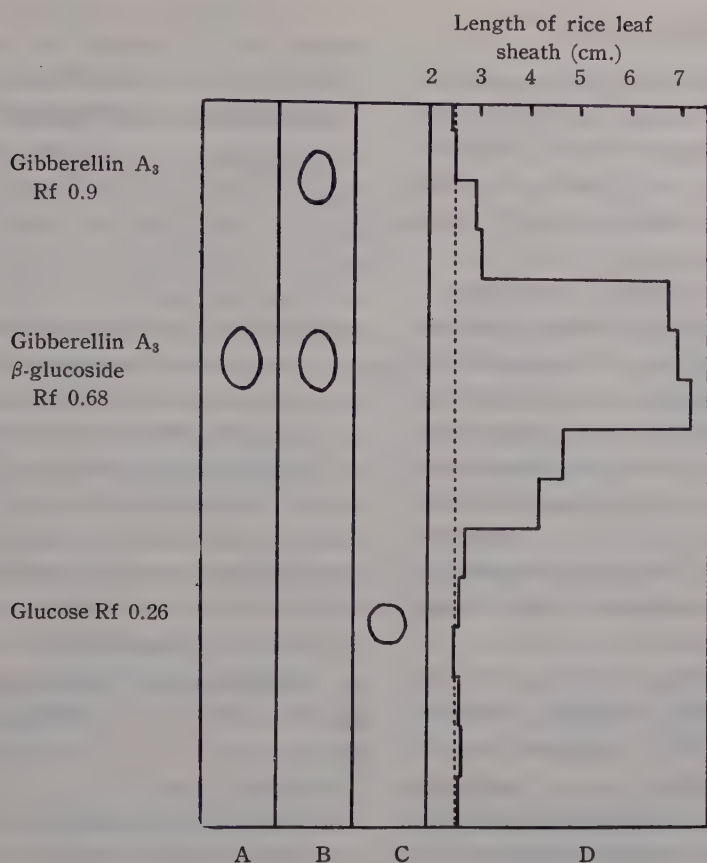 Length of rice leaf
sheath (cm.)
2 3 4 5 6 7
Gibberellin A₃
Rf 0.9
Gibberellin A₃
β-glucoside
Rf 0.68
Glucose Rf 0.26
A B C D